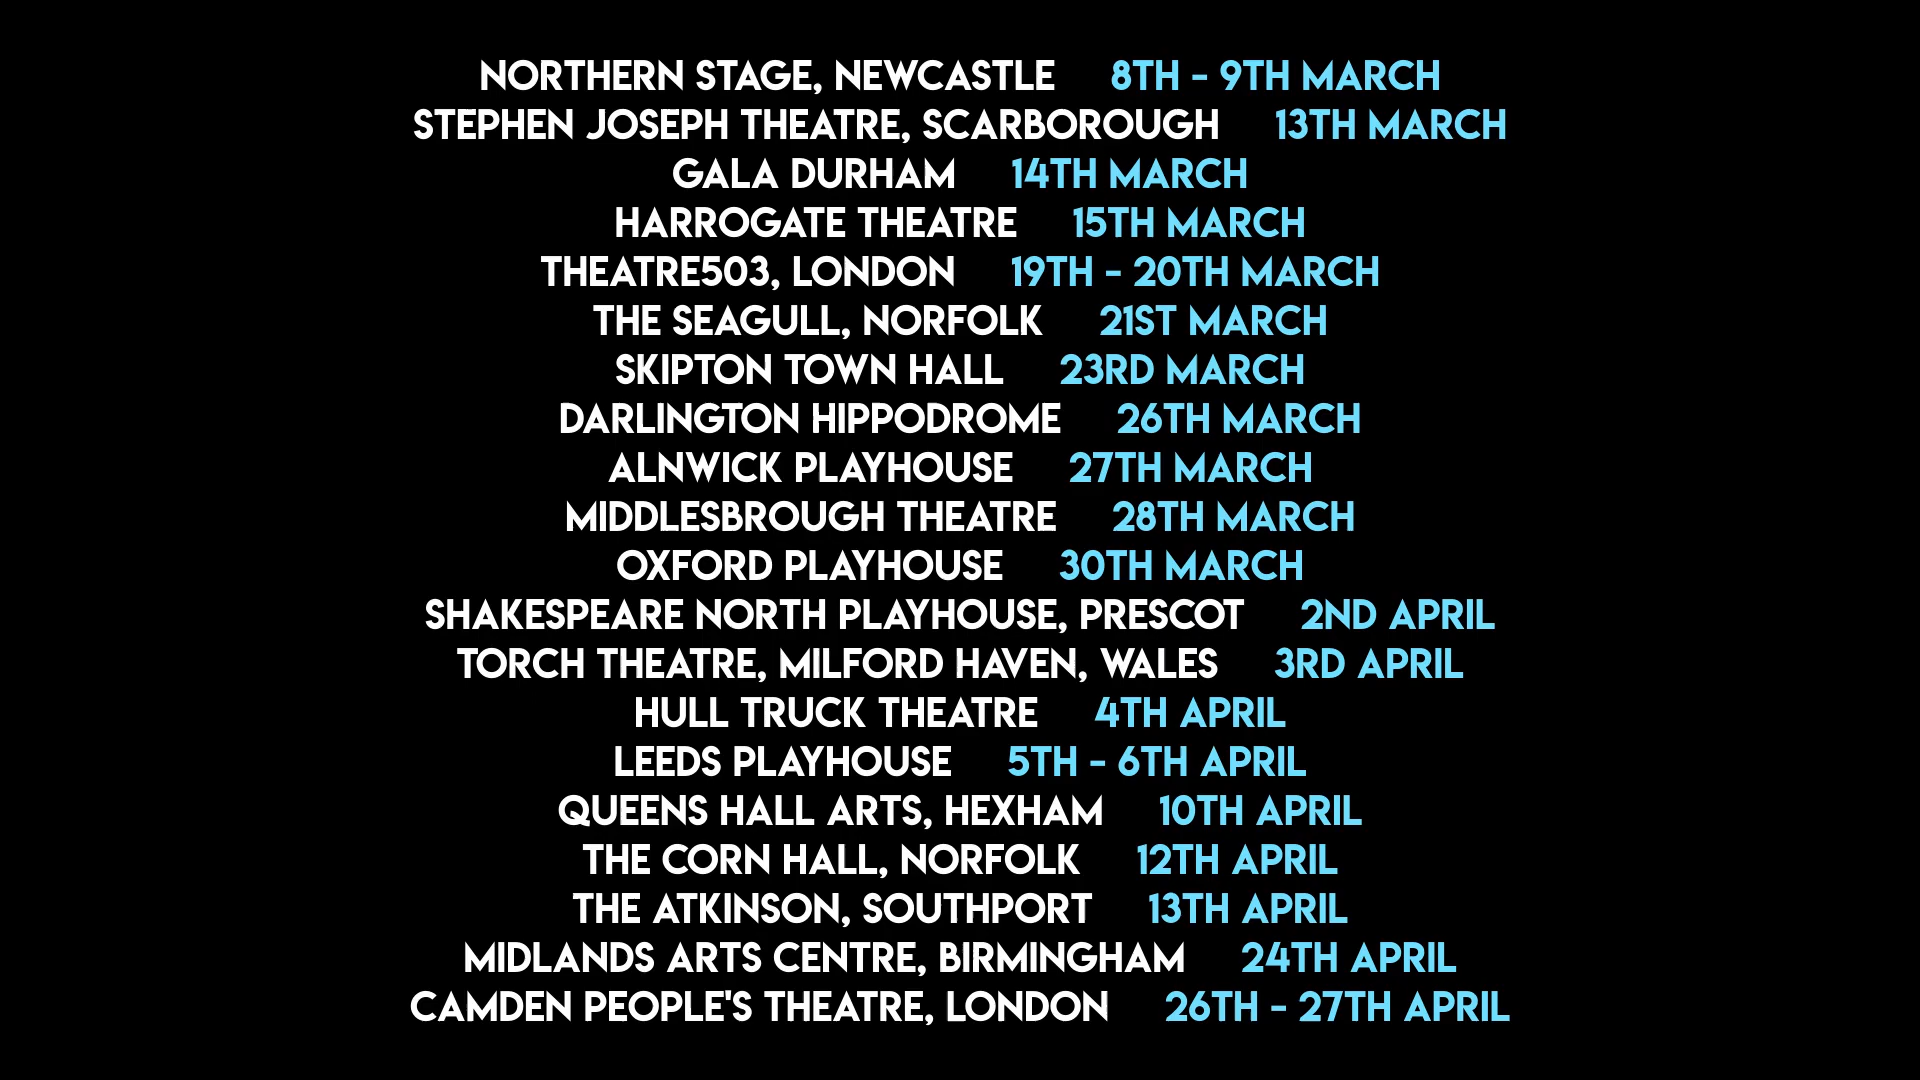 NORTHERN STAGE, NEWCASTLE 8TH - 9TH MARCH
STEPHEN JOSEPH THEATRE, SCARBOROUGH 13TH MARCH
GALA DURHAM 14TH MARCH
HARROGATE THEATRE 15TH MARCH
THEATRE503, LONDON 19TH - 20TH MARCH
THE SEAGULL, NORFOLK 21ST MARCH
SKIPTON TOWN HALL 23RD MARCH
DARLINGTON HIPPODROME 26TH MARCH
ALNWICK PLAYHOUSE 27TH MARCH
MIDDLESBROUGH THEATRE 28TH MARCH
OXFORD PLAYHOUSE 30TH MARCH
SHAKESPEARE NORTH PLAYHOUSE, PRESCOT 2ND APRIL
TORCH THEATRE, MILFORD HAVEN, WALES 3RD APRIL
HULL TRUCK THEATRE 4TH APRIL
LEEDS PLAYHOUSE 5TH - 6TH APRIL
QUEENS HALL ARTS, HEXHAM 10TH APRIL
THE CORN HALL, NORFOLK 12TH APRIL
THE ATKINSON, SOUTHPORT 13TH APRIL
MIDLANDS ARTS CENTRE, BIRMINGHAM 24TH APRIL
CAMDEN PEOPLE'S THEATRE, LONDON 26TH - 27TH APRIL